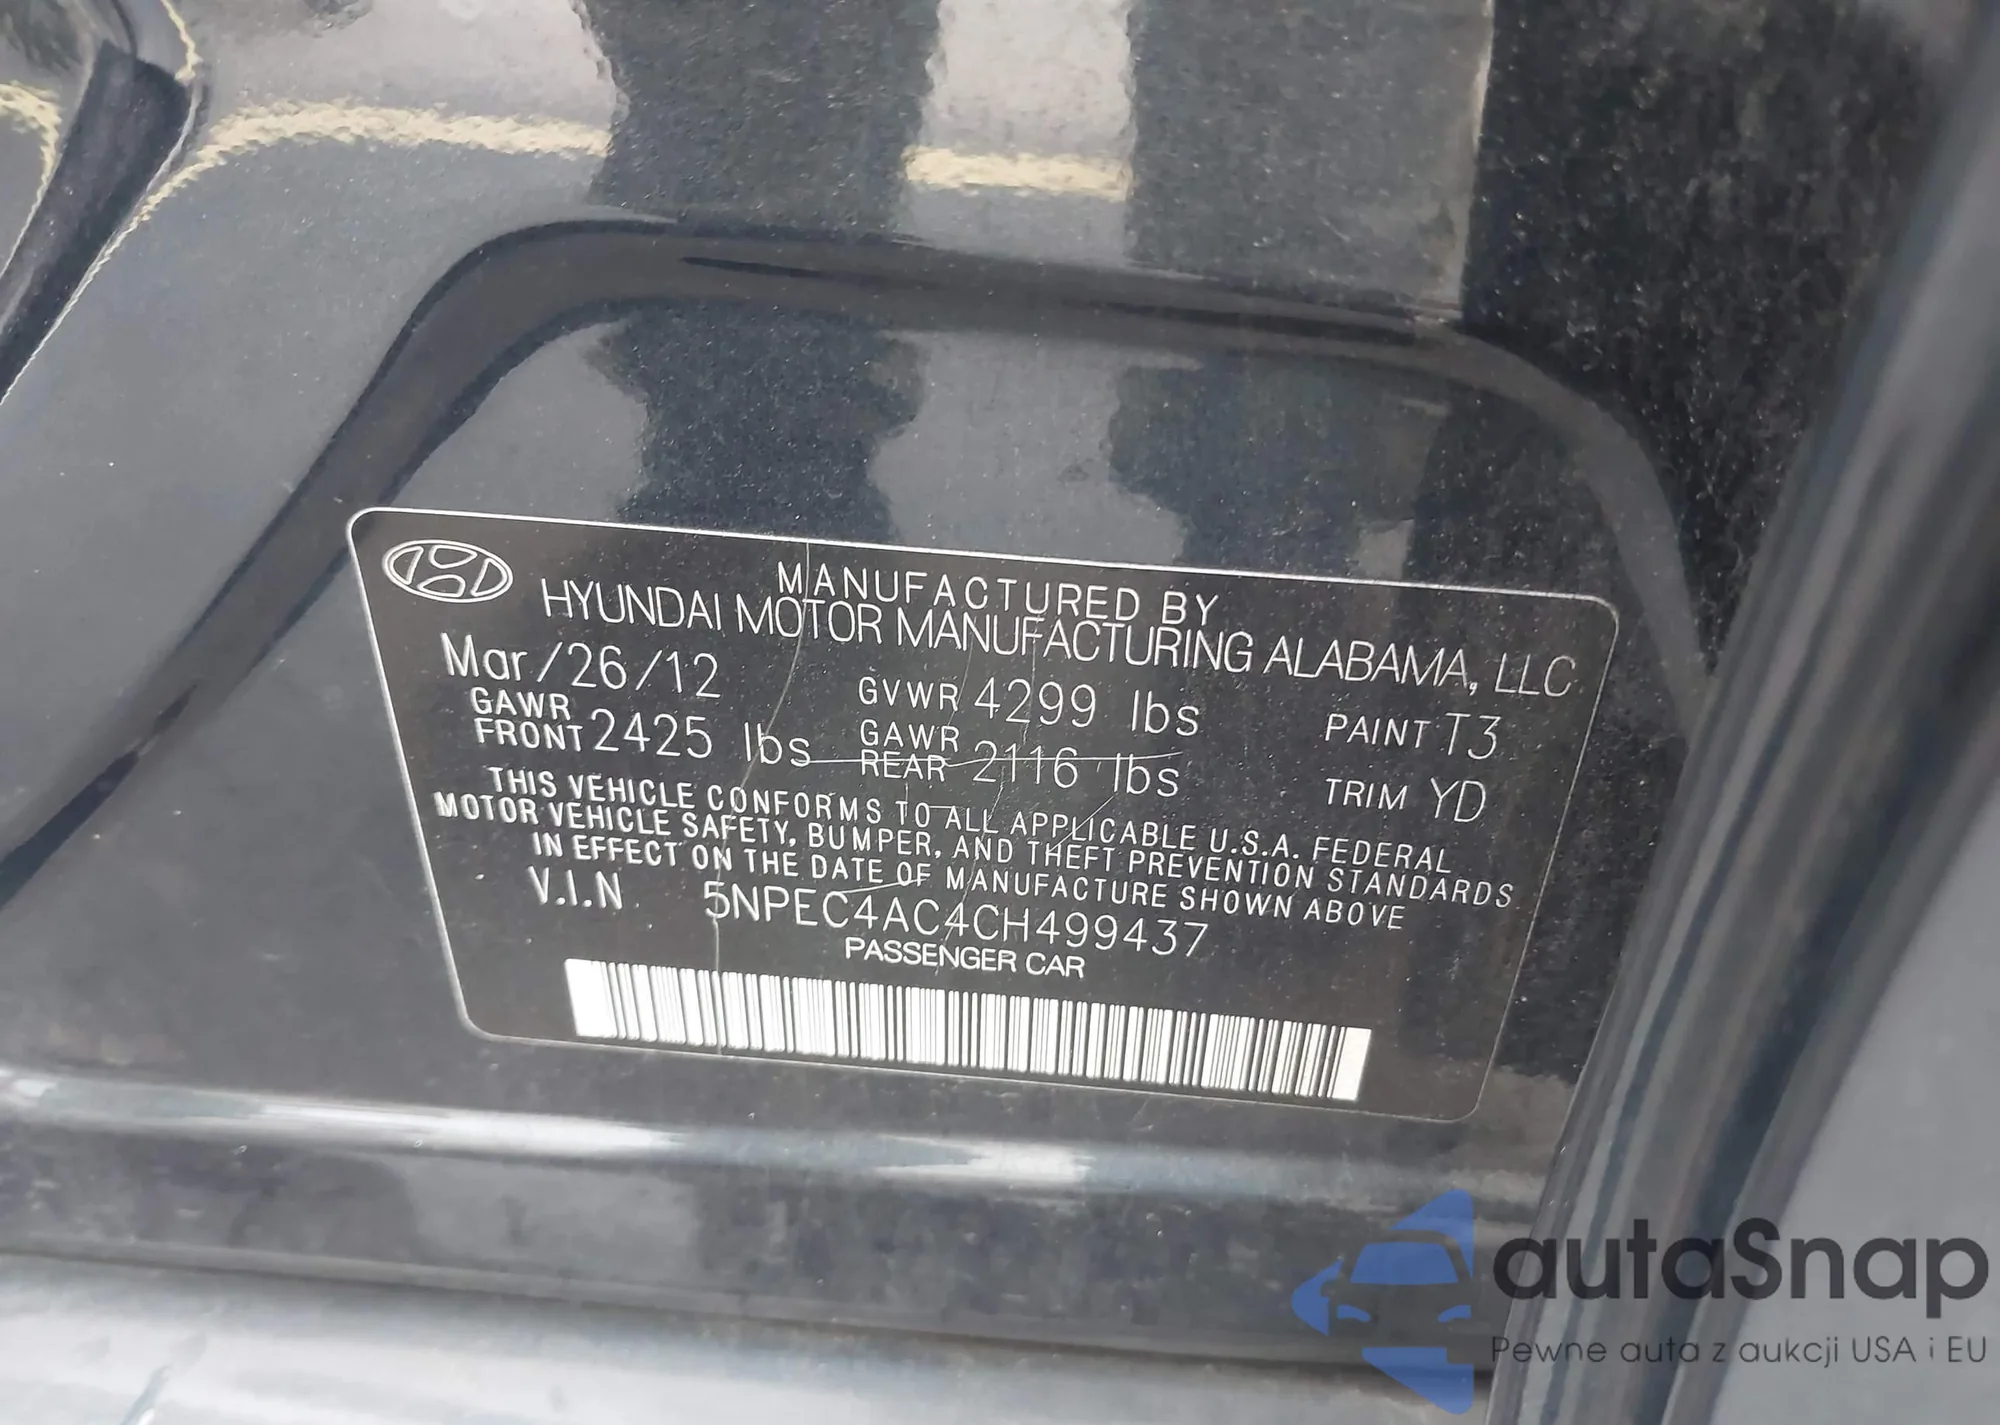 MANUFACTURED BY
HYUNDAI MOTOR MANUFACTURING ALABAMA, LLC
Mar/26/12 GVWR 4299 lbs PAINT T3
GAWR FRONT 2425 lbs GAWR REAR 2116 lbs TRIM YD
THIS VEHICLE CONFORMS TO ALL APPLICABLE U.S.A. FEDERAL
MOTOR VEHICLE SAFETY, BUMPER, AND THEFT PREVENTION STANDARDS
IN EFFECT ON THE DATE OF MANUFACTURE SHOWN ABOVE
V.I.N. 5NPEC4AC4CH499437
PASSENGER CAR
autaSnap
Pewne auta z aukcji USA i EU